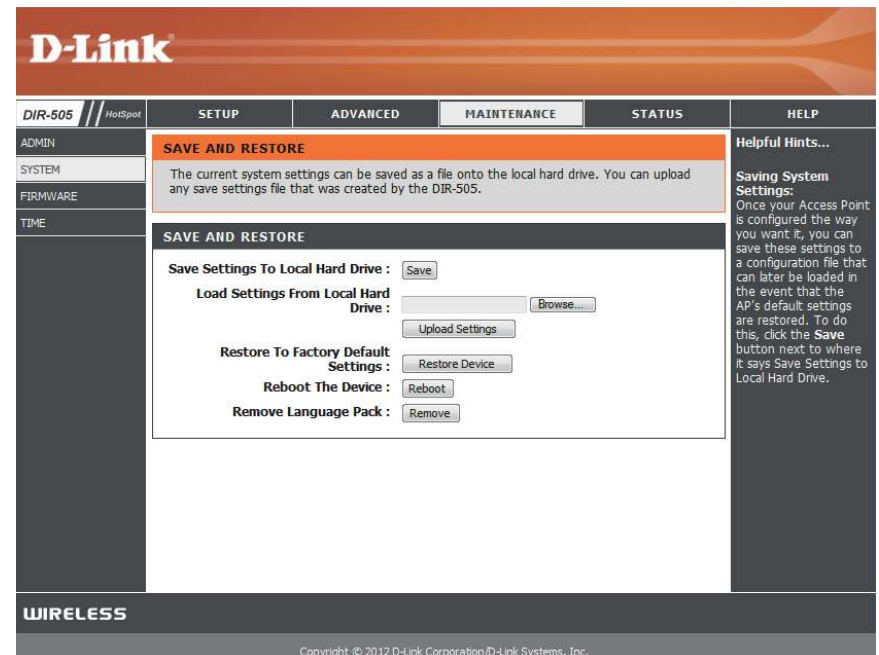 D-Link
DIR-505 // HotSpot
SETUP
ADVANCED
MAINTENANCE
STATUS
HELP
ADMIN
SYSTEM
FIRMWARE
TIME
SAVE AND RESTORE
The current system settings can be saved as a file onto the local hard drive. You can upload
any save settings file that was created by the DIR-505.
SAVE AND RESTORE
Save Settings To Local Hard Drive : Save
Load Settings From Local Hard
Drive : Browse...
Upload Settings
Restore To Factory Default
Settings : Restore Device
Reboot The Device : Reboot
Remove Language Pack : Remove
Helpful Hints...
Saving System
Settings:
Once your Access Point
is configured the way
you want it, you can
save these settings to
a configuration file that
can later be loaded in
the event that the
AP's default settings
are restored. To do
this, click the Save
button next to where
it says Save Settings to
Local Hard Drive.
WIRELESS
Copyright © 2012 D-Link Corporation/D-Link Systems, Inc.